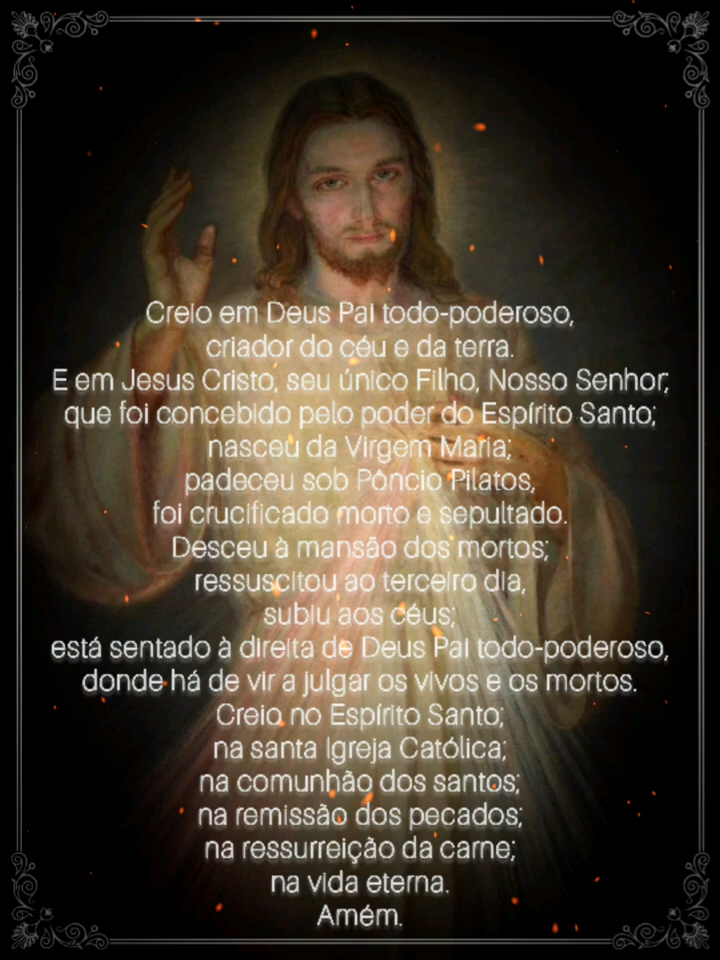 Creio em Deus Pai todo-poderoso,
criador do céu e da terra.
E em Jesus Cristo, seu único Filho, Nosso Senhor;
que foi concebido pelo poder do Espírito Santo;
nasceu da Virgem Maria;
padeceu sob Pôncio Pilatos,
foi crucificado morto e sepultado.
Desceu à mansão dos mortos;
ressuscitou ao terceiro dia,
subiu aos céus;
está sentado à direita de Deus Pai todo-poderoso,
donde há de vir a julgar os vivos e os mortos.
Creio no Espírito Santo;
na santa Igreja Católica;
na comunhão dos santos;
na remissão dos pecados;
na ressurreição da carne;
na vida eterna.
Amém.